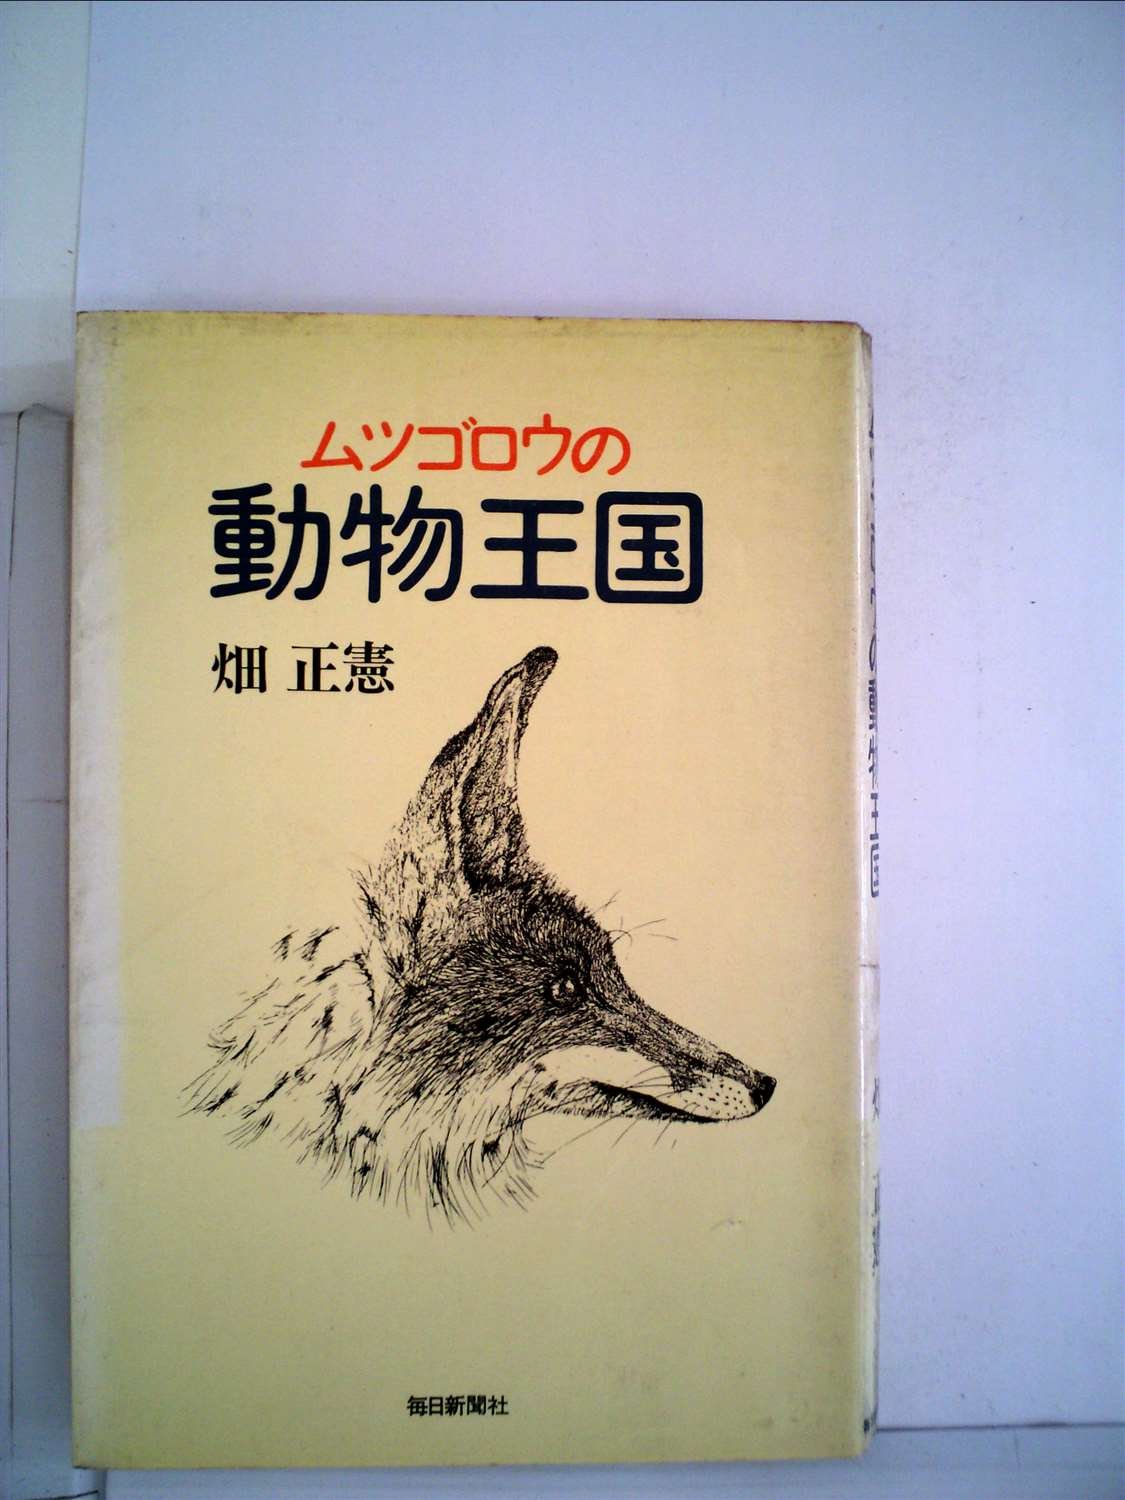 ムツゴロウの
動物王国
畑 正憲
毎日新聞社